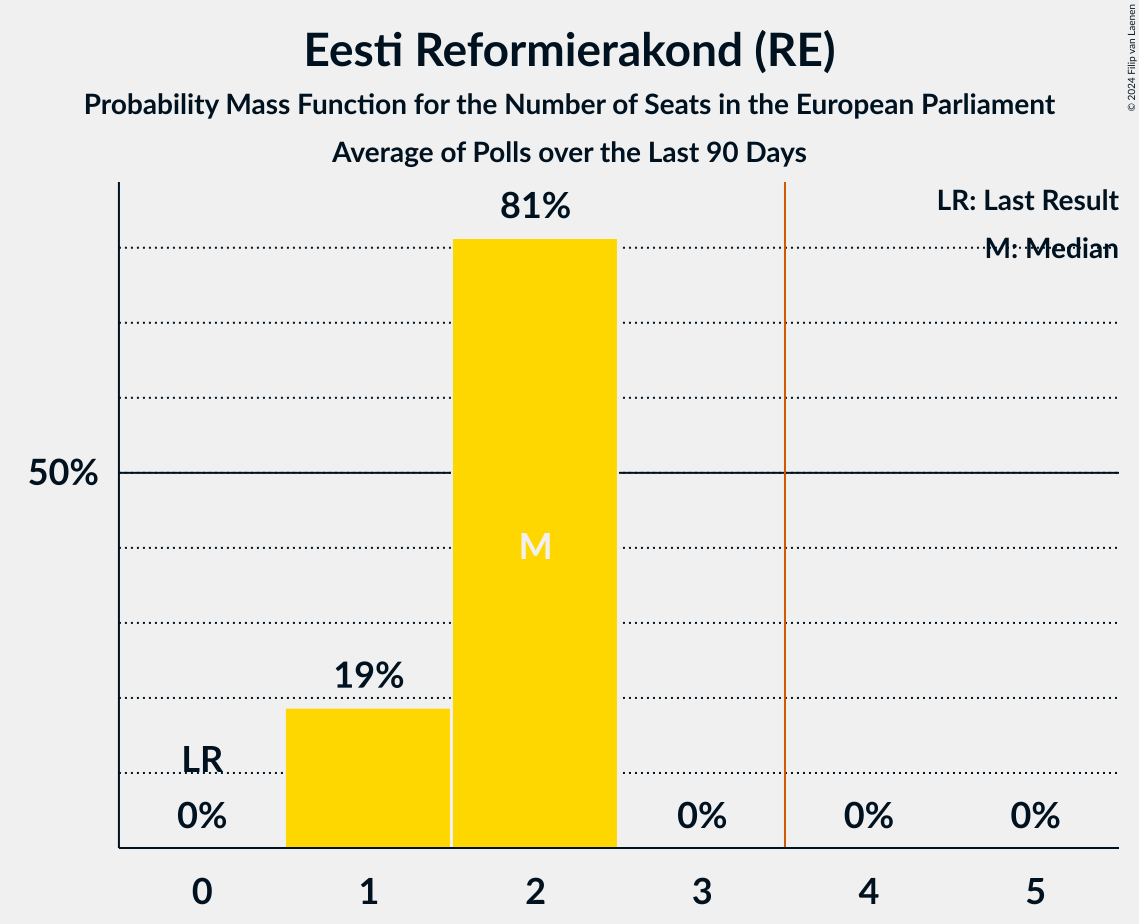 Eesti Reformierakond (RE)
Probability Mass Function for the Number of Seats in the European Parliament
Average of Polls over the Last 90 Days
© 2024 Filip van Laenen
LR: Last Result
M: Median
81%
50%
M
19%
LR
0%
0%
0%
0%
0
1
2
3
4
5